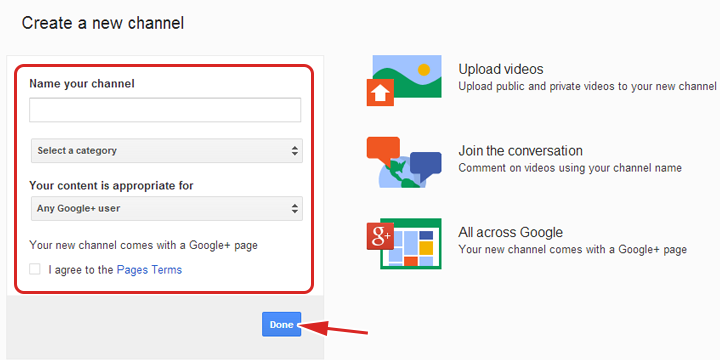 Create a new channel
Name your channel
Select a category
Your content is appropriate for
Any Google+ user
Your new channel comes with a Google+ page
I agree to the Pages Terms
Done
Upload videos
Upload public and private videos to your new channel
Join the conversation
Comment on videos using your channel name
g+
All across Google
Your new channel comes with a Google+ page